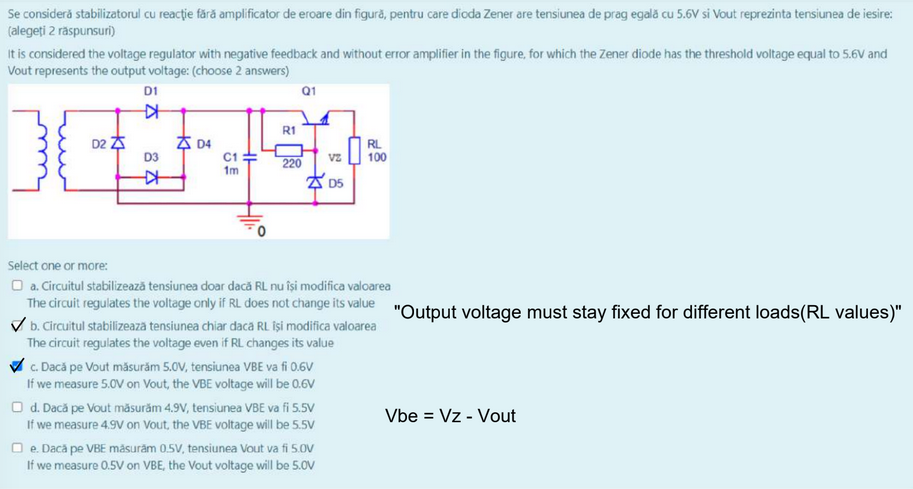 Se consideră stabilizatorul cu reacție fără amplificator de eroare din figură, pentru care dioda Zener are tensiunea de prag egală cu 5.6V si Vout reprezinta tensiunea de iesire:
(alegeți 2 răspunsuri)
It is considered the voltage regulator with negative feedback and without error amplifier in the figure, for which the Zener diode has the threshold voltage equal to 5.6V and
Vout represents the output voltage: (choose 2 answers)
D1
Q1
R1
D2
D4
RL
D3
C1
220
VZ
100
1m
D5
0
Select one or more:
a. Circuitul stabilizează tensiunea doar dacă RL nu își modifica valoarea
The circuit regulates the voltage only if RL does not change its value
"Output voltage must stay fixed for different loads(RL values)"
b. Circuitul stabilizează tensiunea chiar dacă RL își modifica valoarea
The circuit regulates the voltage even if RL changes its value
c. Dacă pe Vout măsurăm 5.0V, tensiunea VBE va fi 0.6V
If we measure 5.0V on Vout, the VBE voltage will be 0.6V
d. Dacă pe Vout măsurăm 4.9V, tensiunea VBE va fi 5.5V
If we measure 4.9V on Vout, the VBE voltage will be 5.5V
Vbe = Vz - Vout
e. Dacă pe VBE măsurăm 0.5V, tensiunea Vout va fi 5.0V
If we measure 0.5V on VBE, the Vout voltage will be 5.0V